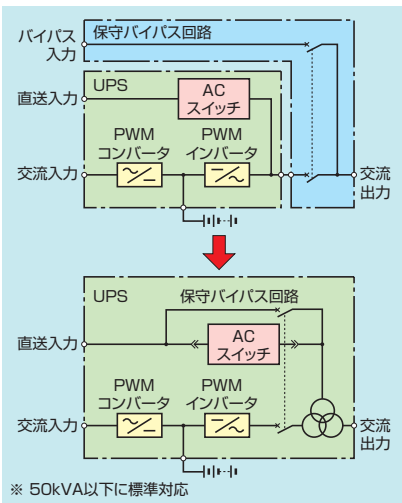 バイパス
入力
保守バイパス回路
UPS
直送入力
AC
スイッチ
PWM
コンバータ
PWM
インバータ
交流入力
交流
出力
UPS
保守バイパス回路
直送入力
AC
スイッチ
PWM
コンバータ
PWM
インバータ
交流入力
交流
出力
※ 50kVA以下に標準対応